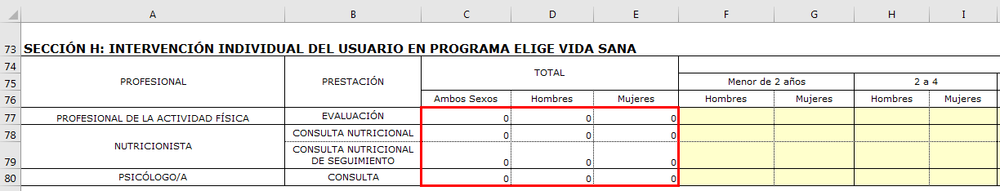 A B C D E F G H I
73 SECCIÓN H: INTERVENCIÓN INDIVIDUAL DEL USUARIO EN PROGRAMA ELIGE VIDA SANA
74
TOTAL
75 PROFESIONAL PRESTACIÓN Menor de 2 años 2 a 4
76 Ambos Sexos Hombres Mujeres Hombres Mujeres Hombres Mujeres
77 PROFESIONAL DE LA ACTIVIDAD FÍSICA EVALUACIÓN 0 0 0
78 CONSULTA NUTRICIONAL 0 0 0
NUTRICIONISTA
CONSULTA NUTRICIONAL
79 DE SEGUIMIENTO 0 0 0
80 PSICÓLOGO/A CONSULTA 0 0 0